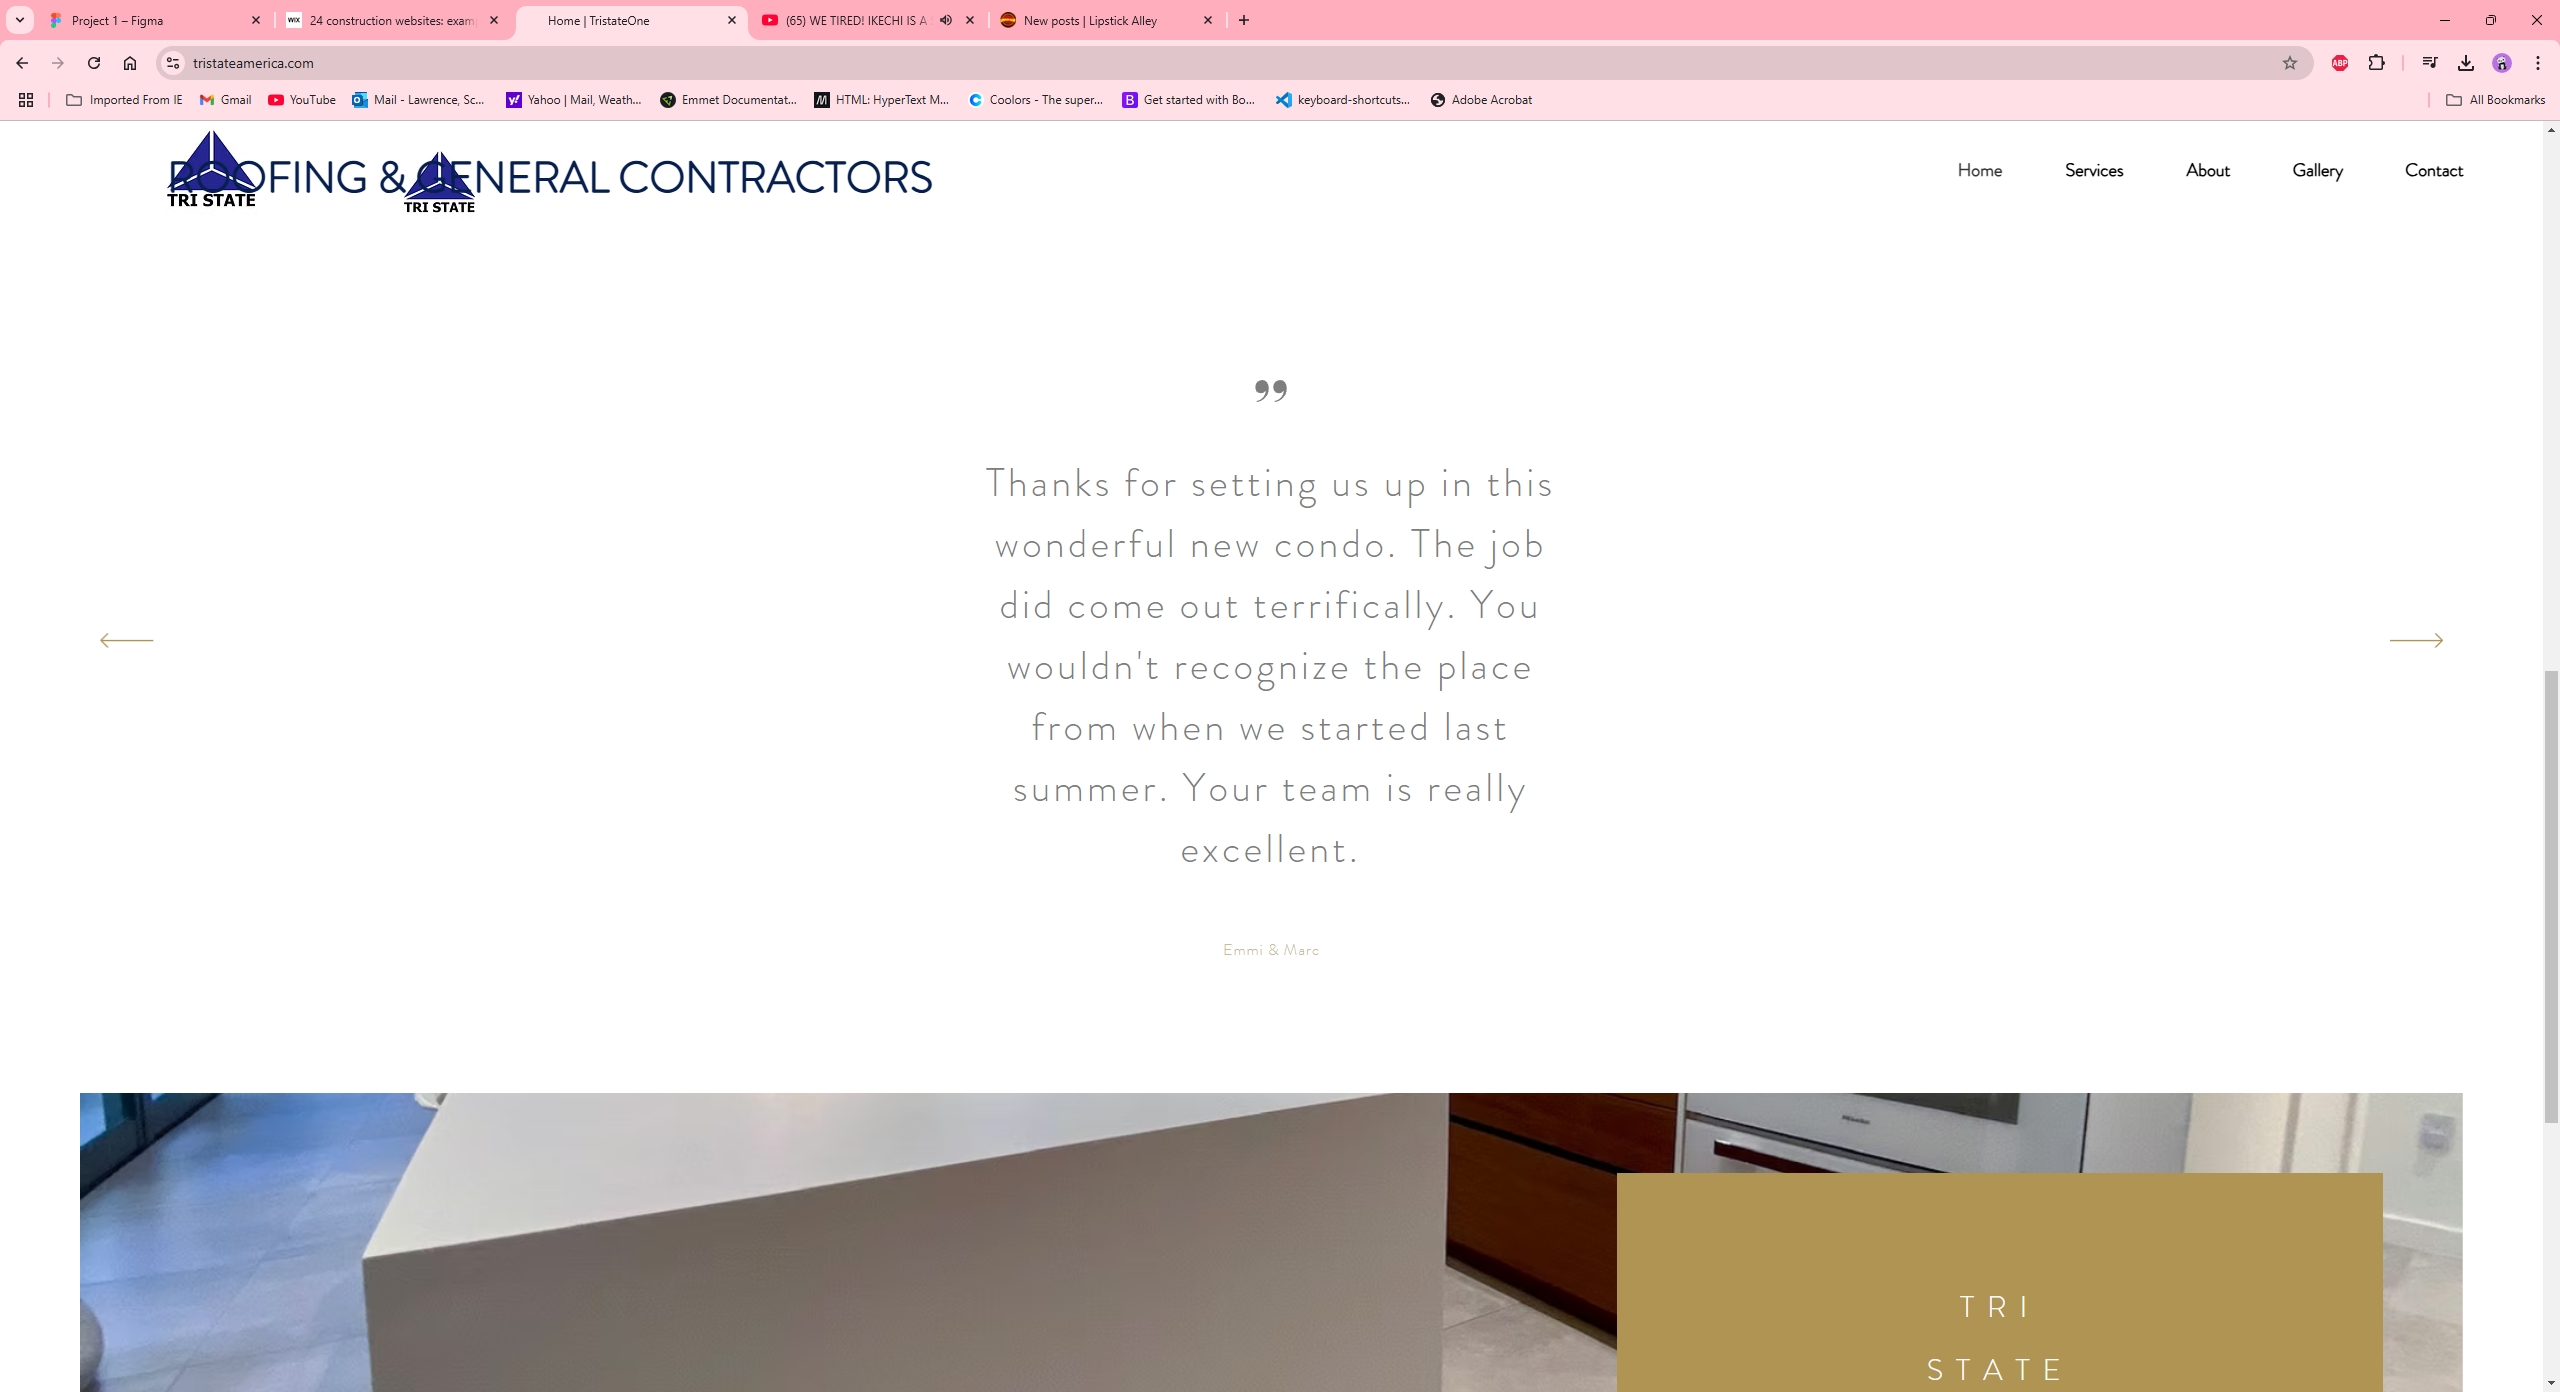 Project 1 – Figma
24 construction websites: exam
Home | TristateOne
(65) WE TIRED! IKECHI IS A
New posts | Lipstick Alley
tristateamerica.com
Imported From IE
Gmail
YouTube
Mail - Lawrence, Sc...
Yahoo | Mail, Weath...
Emmet Documentat...
HTML: HyperText M...
Coolors - The super...
Get started with Bo...
keyboard-shortcuts...
Adobe Acrobat
All Bookmarks
ROOFING & GENERAL CONTRACTORS
TRI STATE
TRI STATE
Home
Services
About
Gallery
Contact
”
Thanks for setting us up in this
wonderful new condo. The job
did come out terrifically. You
wouldn't recognize the place
from when we started last
summer. Your team is really
excellent.
Emmi & Marc
TRI
STATE